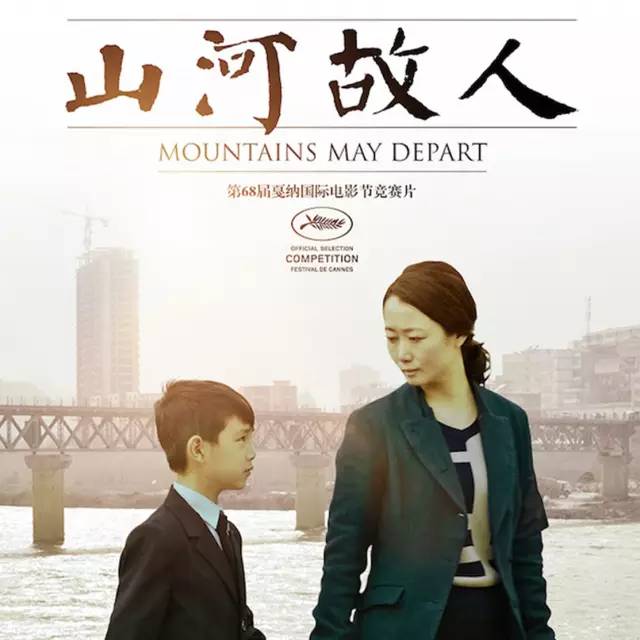 山河故人
MOUNTAINS MAY DEPART
第68届戛纳国际电影节竞赛片
OFFICIAL SELECTION
COMPETITION
FESTIVAL DE CANNES